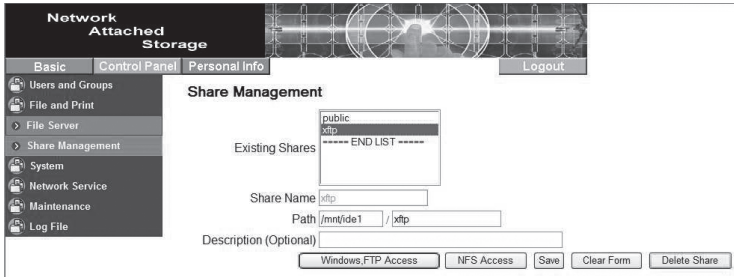 Network
Attached
Storage
Basic
Control Panel
Personal Info
Logout
Users and Groups
File and Print
File Server
Share Management
System
Network Service
Maintenance
Log File
Share Management
Existing Shares
public
xftp
===== END LIST =====
Share Name xftp
Path /mnt/ide1 / xftp
Description (Optional)
Windows,FTP Access NFS Access Save Clear Form Delete Share